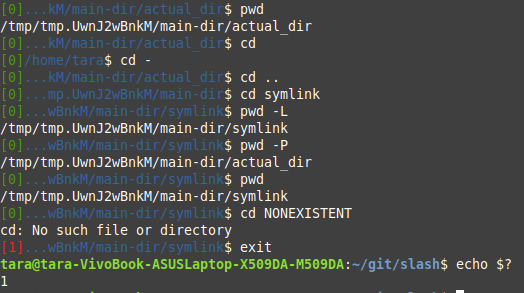 [0]...kM/main-dir/actual_dir$ pwd
/tmp/tmp.UwnJ2wBnkM/main-dir/actual_dir
[0]...kM/main-dir/actual_dir$ cd
[0]/home/tara$ cd -
[0]...kM/main-dir/actual_dir$ cd ..
[0]...mp.UwnJ2wBnkM/main-dir$ cd symlink
[0]...wBnkM/main-dir/symlink$ pwd -L
/tmp/tmp.UwnJ2wBnkM/main-dir/symlink
[0]...wBnkM/main-dir/symlink$ pwd -P
/tmp/tmp.UwnJ2wBnkM/main-dir/actual_dir
[0]...wBnkM/main-dir/symlink$ pwd
/tmp/tmp.UwnJ2wBnkM/main-dir/symlink
[0]...wBnkM/main-dir/symlink$ cd NONEXISTENT
cd: No such file or directory
[1]...wBnkM/main-dir/symlink$ exit
tara@tara-VivoBook-ASUSLaptop-X509DA-M509DA:~/git/slash$ echo $?
1